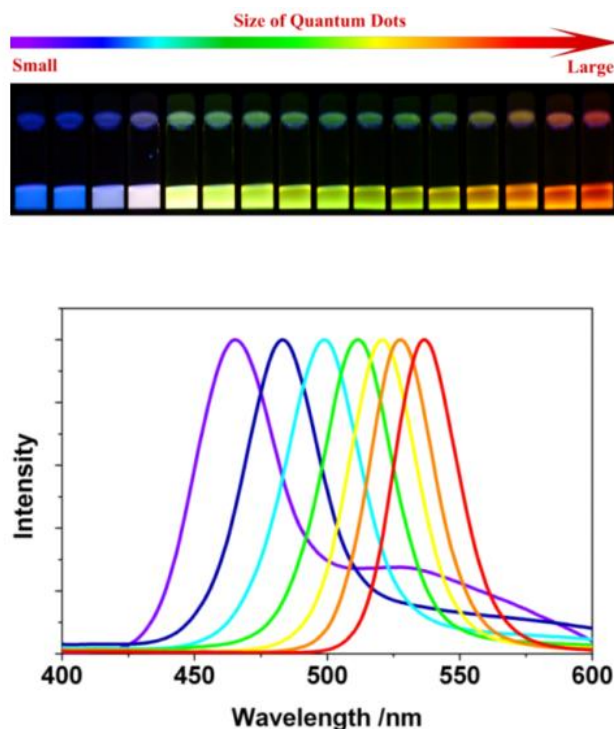 Size of Quantum Dots
Small
Large
Intensity
400
450
500
550
600
Wavelength /nm